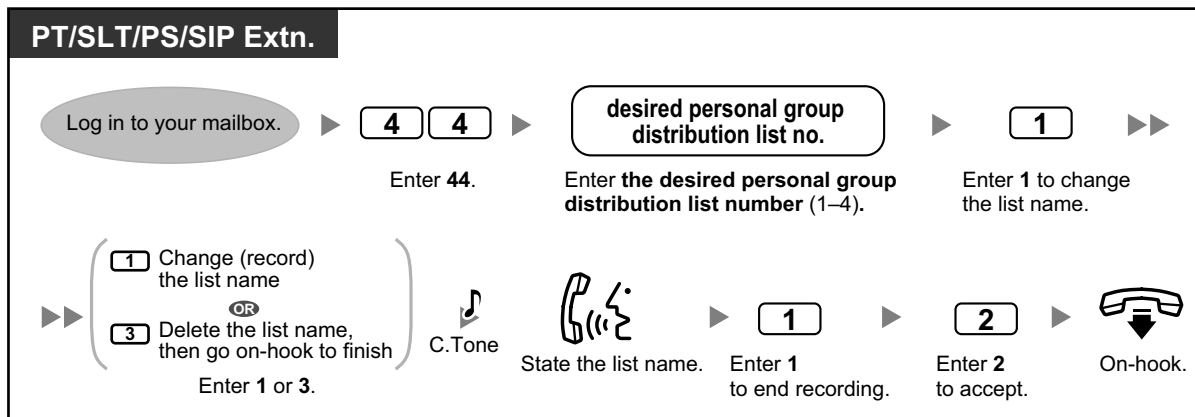 PT/SLT/PS/SIP Extn.
Log in to your mailbox.
4 4
Enter 44.
desired personal group
distribution list no.
Enter the desired personal group
distribution list number (1–4).
1
Enter 1 to change
the list name.
1 Change (record)
the list name
OR
3 Delete the list name,
then go on-hook to finish
Enter 1 or 3.
C.Tone
State the list name.
1
Enter 1
to end recording.
2
Enter 2
to accept.
On-hook.